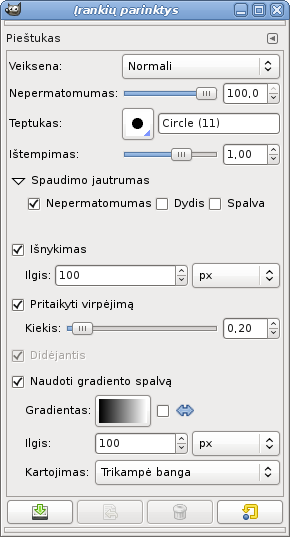 Įrankių parinktys
Pieštukas
Veiksena: Normali
Nepermatomumas: 100,0
Teptukas: Circle (11)
Ištempimas: 1,00
Spaudimo jautrumas
Nepermatomumas Dydis Spalva
Išnykimas
Ilgis: 100 px
Pritaikyti virpėjimą
Kiekis: 0,20
Didėjantis
Naudoti gradiento spalvą
Gradientas:
Ilgis: 100 px
Kartojimas: Trikampė banga